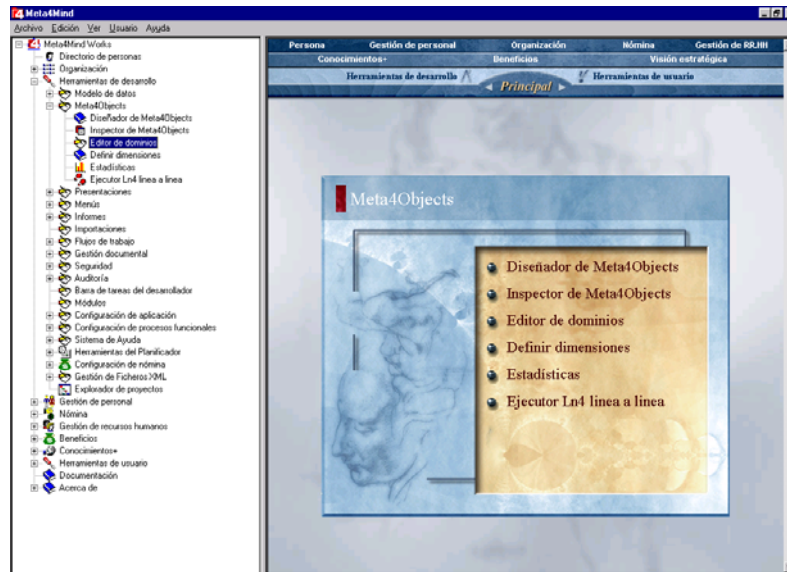 Meta4Mind
Archivo Edición Ver Usuario Ayuda
Meta4Mind Works
Directorio de personas
Organización
Herramientas de desarrollo
Modelo de datos
Meta4Objects
Diseñador de Meta4Objects
Inspector de Meta4Objects
Editor de dominios
Definir dimensiones
Estadísticas
Ejecutor Ln4 linea a linea
Presentaciones
Menús
Informes
Importaciones
Flujos de trabajo
Gestión documental
Seguridad
Auditoría
Barra de tareas del desarrollador
Módulos
Configuración de aplicación
Configuración de procesos funcionales
Sistema de Ayuda
Herramientas del Planificador
Configuración de nómina
Gestión de Ficheros XML
Explorador de proyectos
Gestión de personal
Nómina
Gestión de recursos humanos
Beneficios
Conocimientos+
Herramientas de usuario
Documentación
Acerca de
Persona Gestión de personal Organización Nómina Gestión de RR.HH
Conocimientos+ Beneficios Visión estratégica
Herramientas de desarrollo Principal Herramientas de usuario
Meta4Objects
Diseñador de Meta4Objects
Inspector de Meta4Objects
Editor de dominios
Definir dimensiones
Estadísticas
Ejecutor Ln4 linea a linea